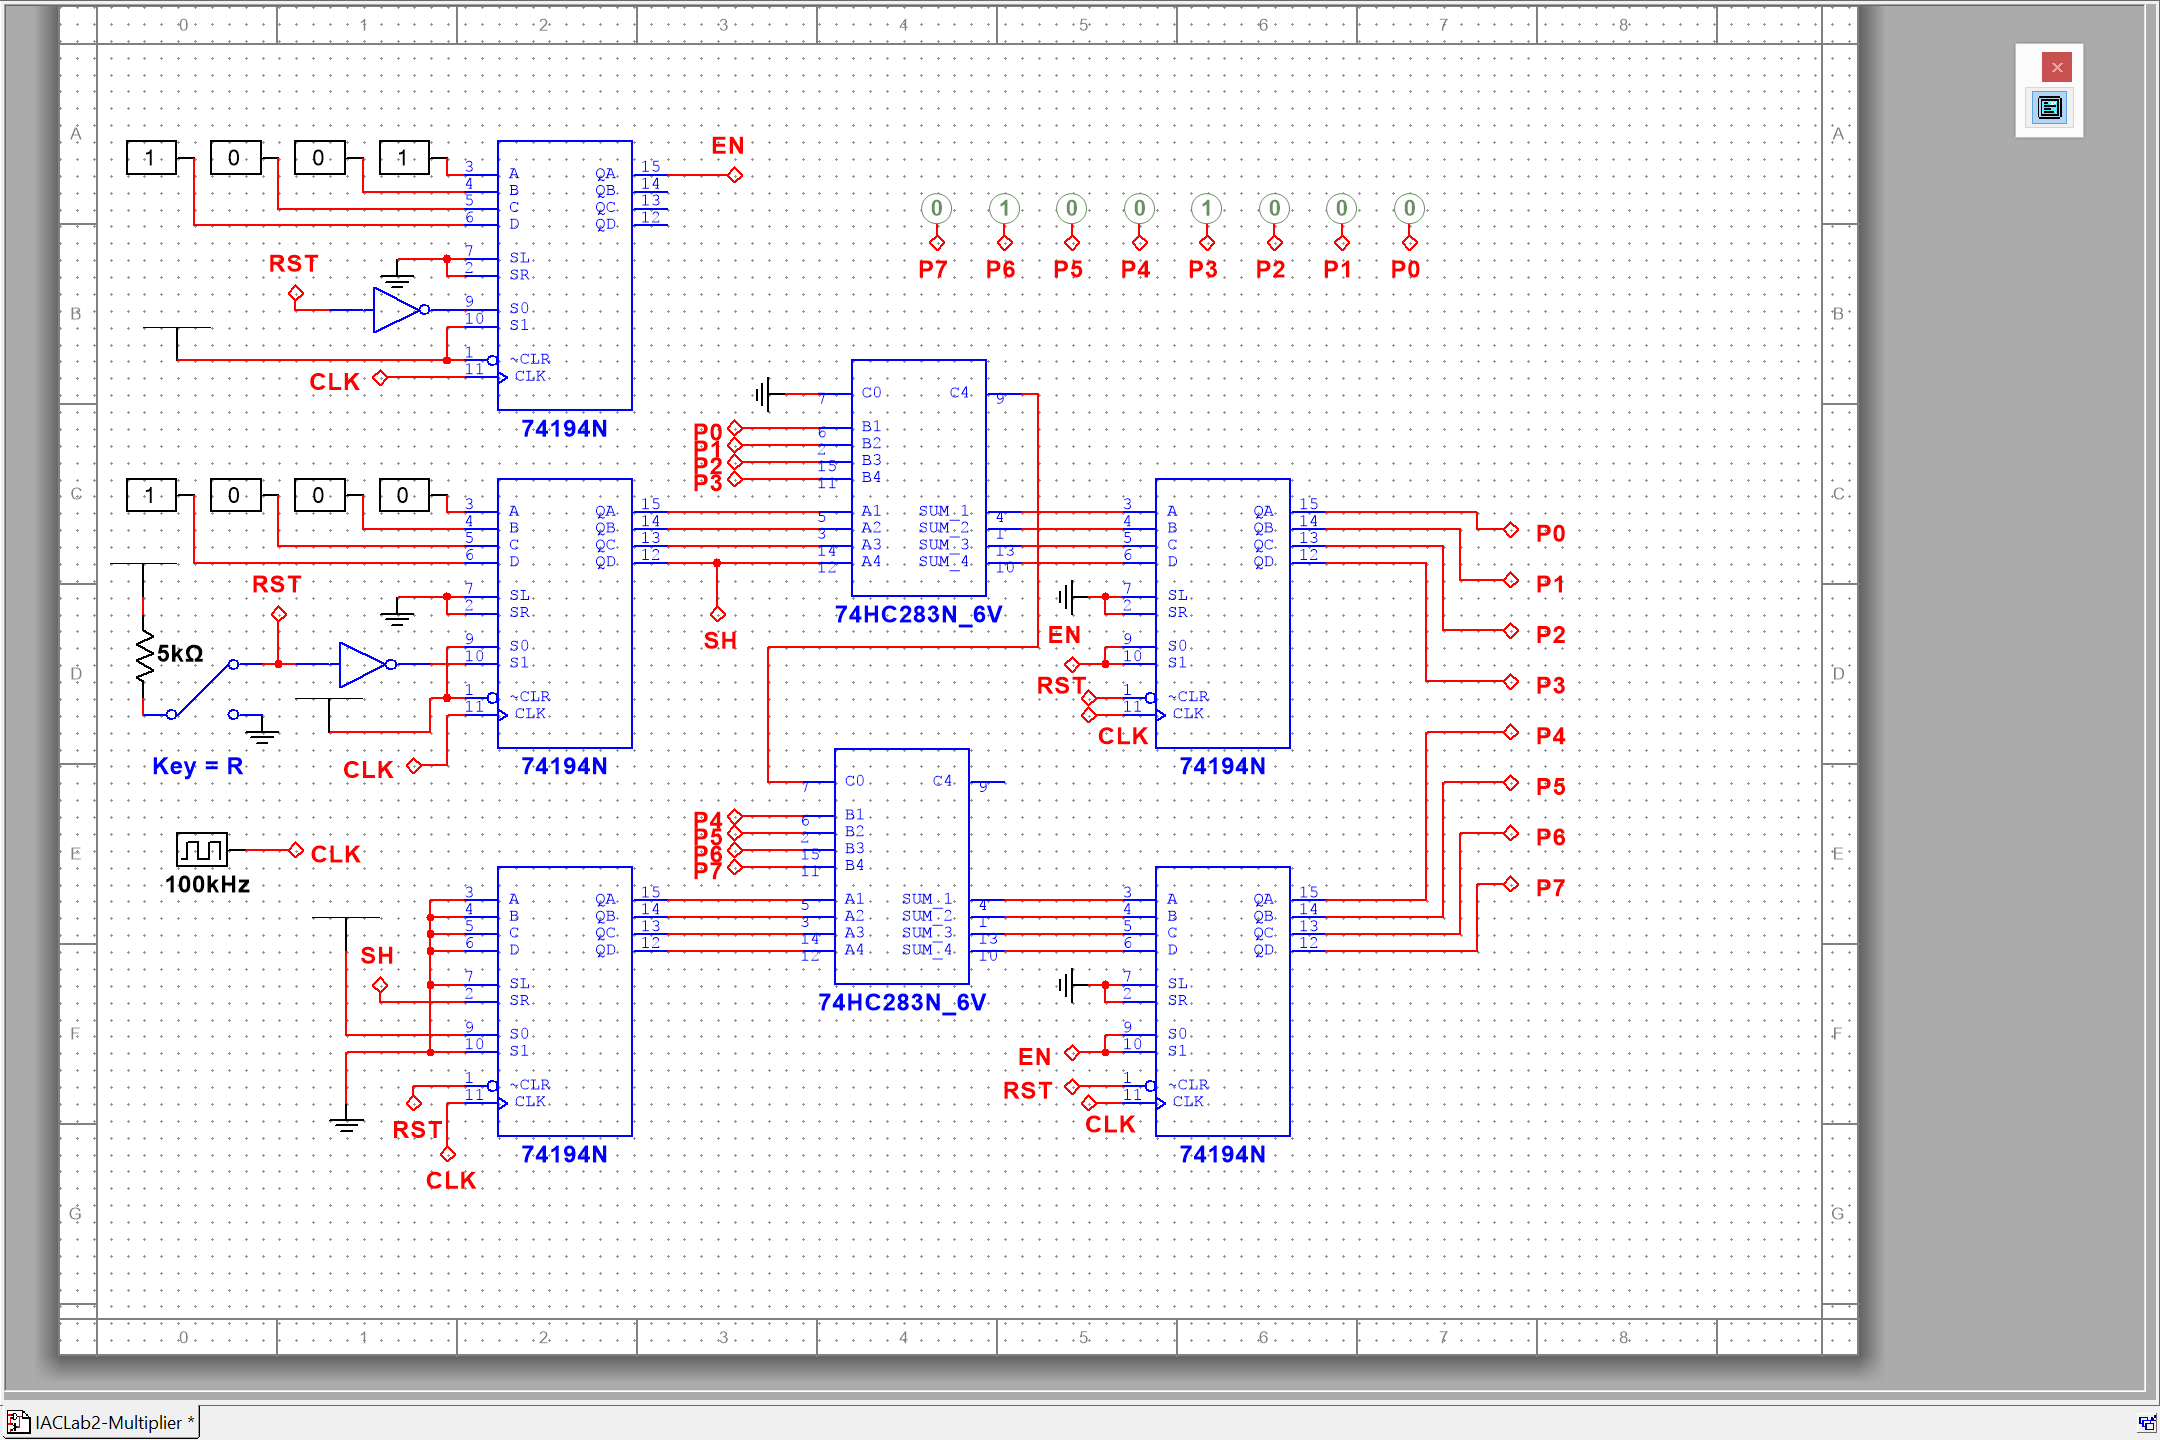 0 1 2 3 4 5 6 7 8
A A
EN
1 0 0 1
3 A QA 15
4 B QB 14
5 C QC 13
6 D QD 12
0 1 0 0 1 0 0 0
P7 P6 P5 P4 P3 P2 P1 P0
7 SL
2 SR
RST
9 S0
10 S1
B B
1 ~CLR
11 CLK
CLK
74194N
7 C0 C4 9
P0 6 B1
P1 2 B2
P2 15 B3
P3 11 B4
5 A1 SUM_1 4
3 A2 SUM_2 1
14 A3 SUM_3 13
12 A4 SUM_4 10
74HC283N_6V
C C
1 0 0 0
3 A QA 15
4 B QB 14
5 C QC 13
6 D QD 12
RST
7 SL
2 SR
SH
5kΩ
9 S0
10 S1
D D
1 ~CLR
11 CLK
Key = R
CLK
74194N
3 A QA 15
4 B QB 14
5 C QC 13
6 D QD 12
7 SL
2 SR
EN
9 S0
10 S1
RST
1 ~CLR
11 CLK
CLK
74194N
P0
P1
P2
P3
P4
P5
P6
P7
7 C0 C4 9
P4 6 B1
P5 2 B2
P6 15 B3
P7 11 B4
5 A1 SUM_1 4
3 A2 SUM_2 1
14 A3 SUM_3 13
12 A4 SUM_4 10
74HC283N_6V
E E
CLK
100kHz
3 A QA 15
4 B QB 14
5 C QC 13
6 D QD 12
SH
7 SL
2 SR
F F
9 S0
10 S1
1 ~CLR
11 CLK
RST
CLK
74194N
3 A QA 15
4 B QB 14
5 C QC 13
6 D QD 12
7 SL
2 SR
9 S0
10 S1
EN
1 ~CLR
11 CLK
RST
CLK
74194N
G G
0 1 2 3 4 5 6 7 8
IACLab2-Multiplier *